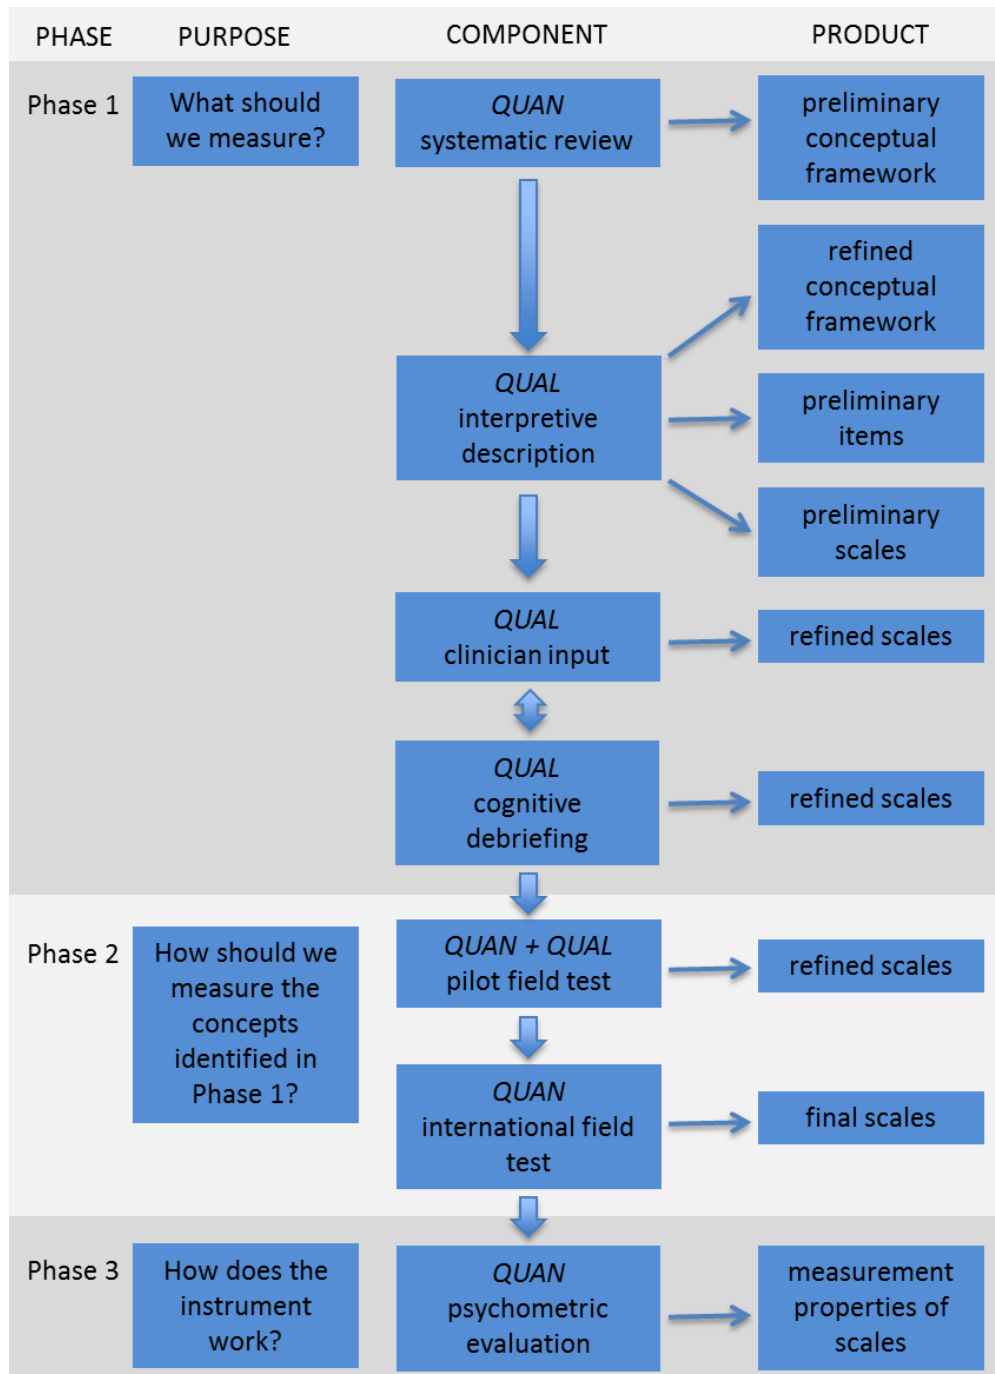 PHASE PURPOSE COMPONENT PRODUCT
Phase 1
What should
we measure?
QUAN
systematic review
preliminary
conceptual
framework
refined
conceptual
framework
QUAL
interpretive
description
preliminary
items
preliminary
scales
QUAL
clinician input
refined scales
QUAL
cognitive
debriefing
refined scales
Phase 2
How should we
measure the
concepts
identified in
Phase 1?
QUAN + QUAL
pilot field test
refined scales
QUAN
international field
test
final scales
Phase 3
How does the
instrument
work?
QUAN
psychometric
evaluation
measurement
properties of
scales